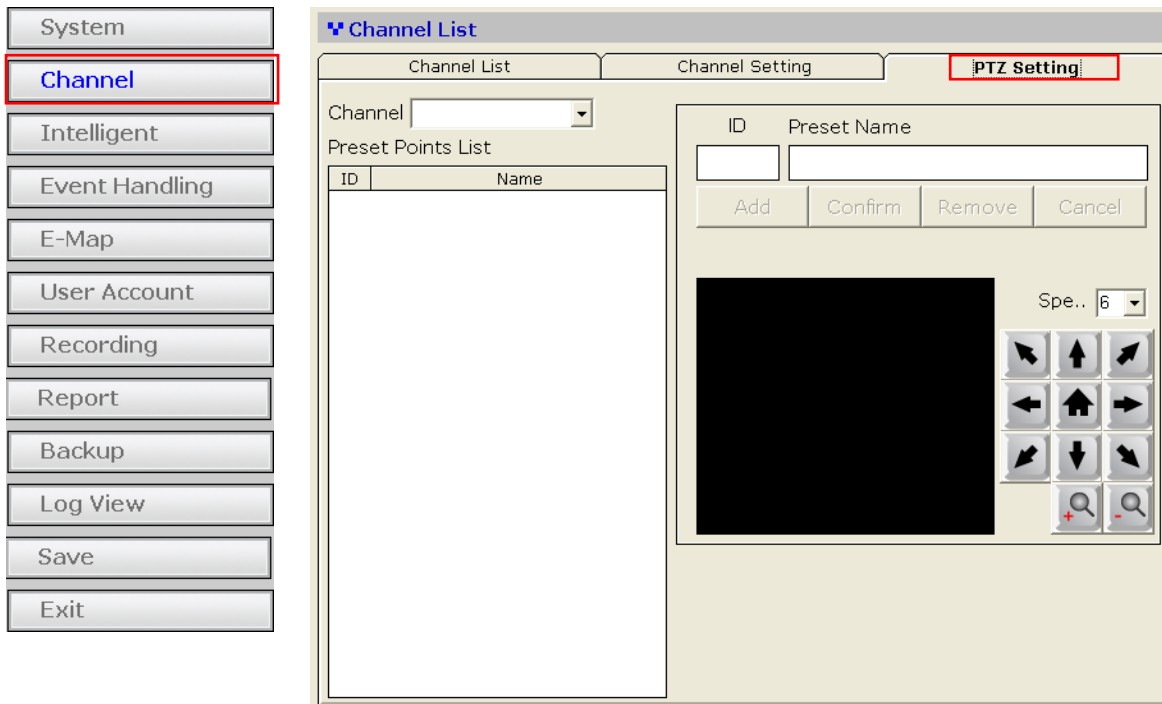 System
Channel
Intelligent
Event Handling
E-Map
User Account
Recording
Report
Backup
Log View
Save
Exit
Channel List
Channel List Channel Setting PTZ Setting
Channel
Preset Points List
ID Name
ID Preset Name
Add Confirm Remove Cancel
Spe.. 6